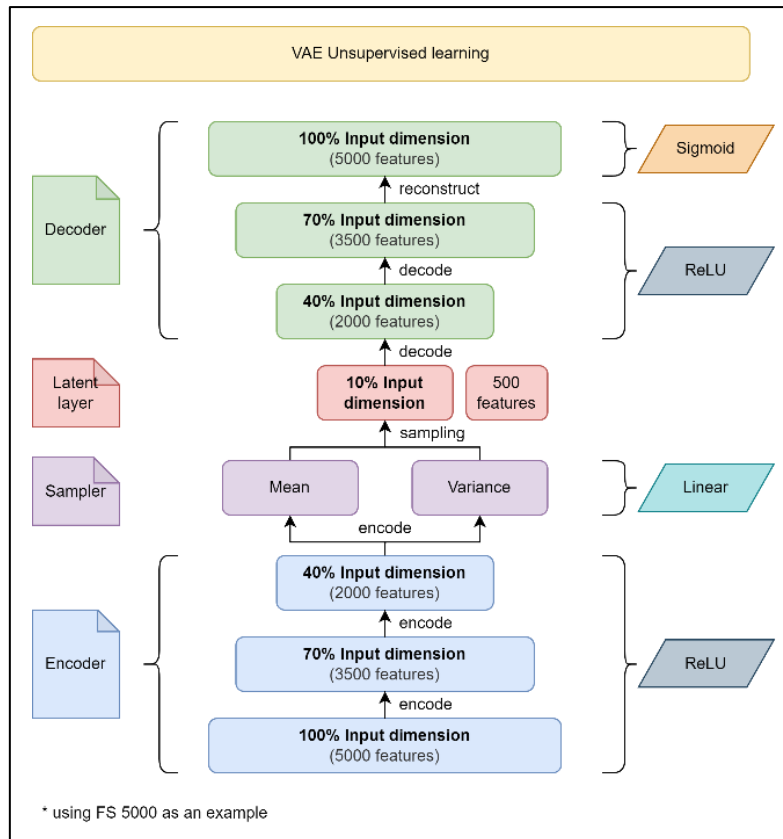 VAE Unsupervised learning
100% Input dimension
(5000 features)
Sigmoid
reconstruct
70% Input dimension
(3500 features)
Decoder
ReLU
decode
40% Input dimension
(2000 features)
decode
Latent
layer
10% Input
dimension
500
features
sampling
Sampler
Mean
Variance
Linear
encode
40% Input dimension
(2000 features)
encode
Encoder
70% Input dimension
(3500 features)
ReLU
encode
100% Input dimension
(5000 features)
* using FS 5000 as an example